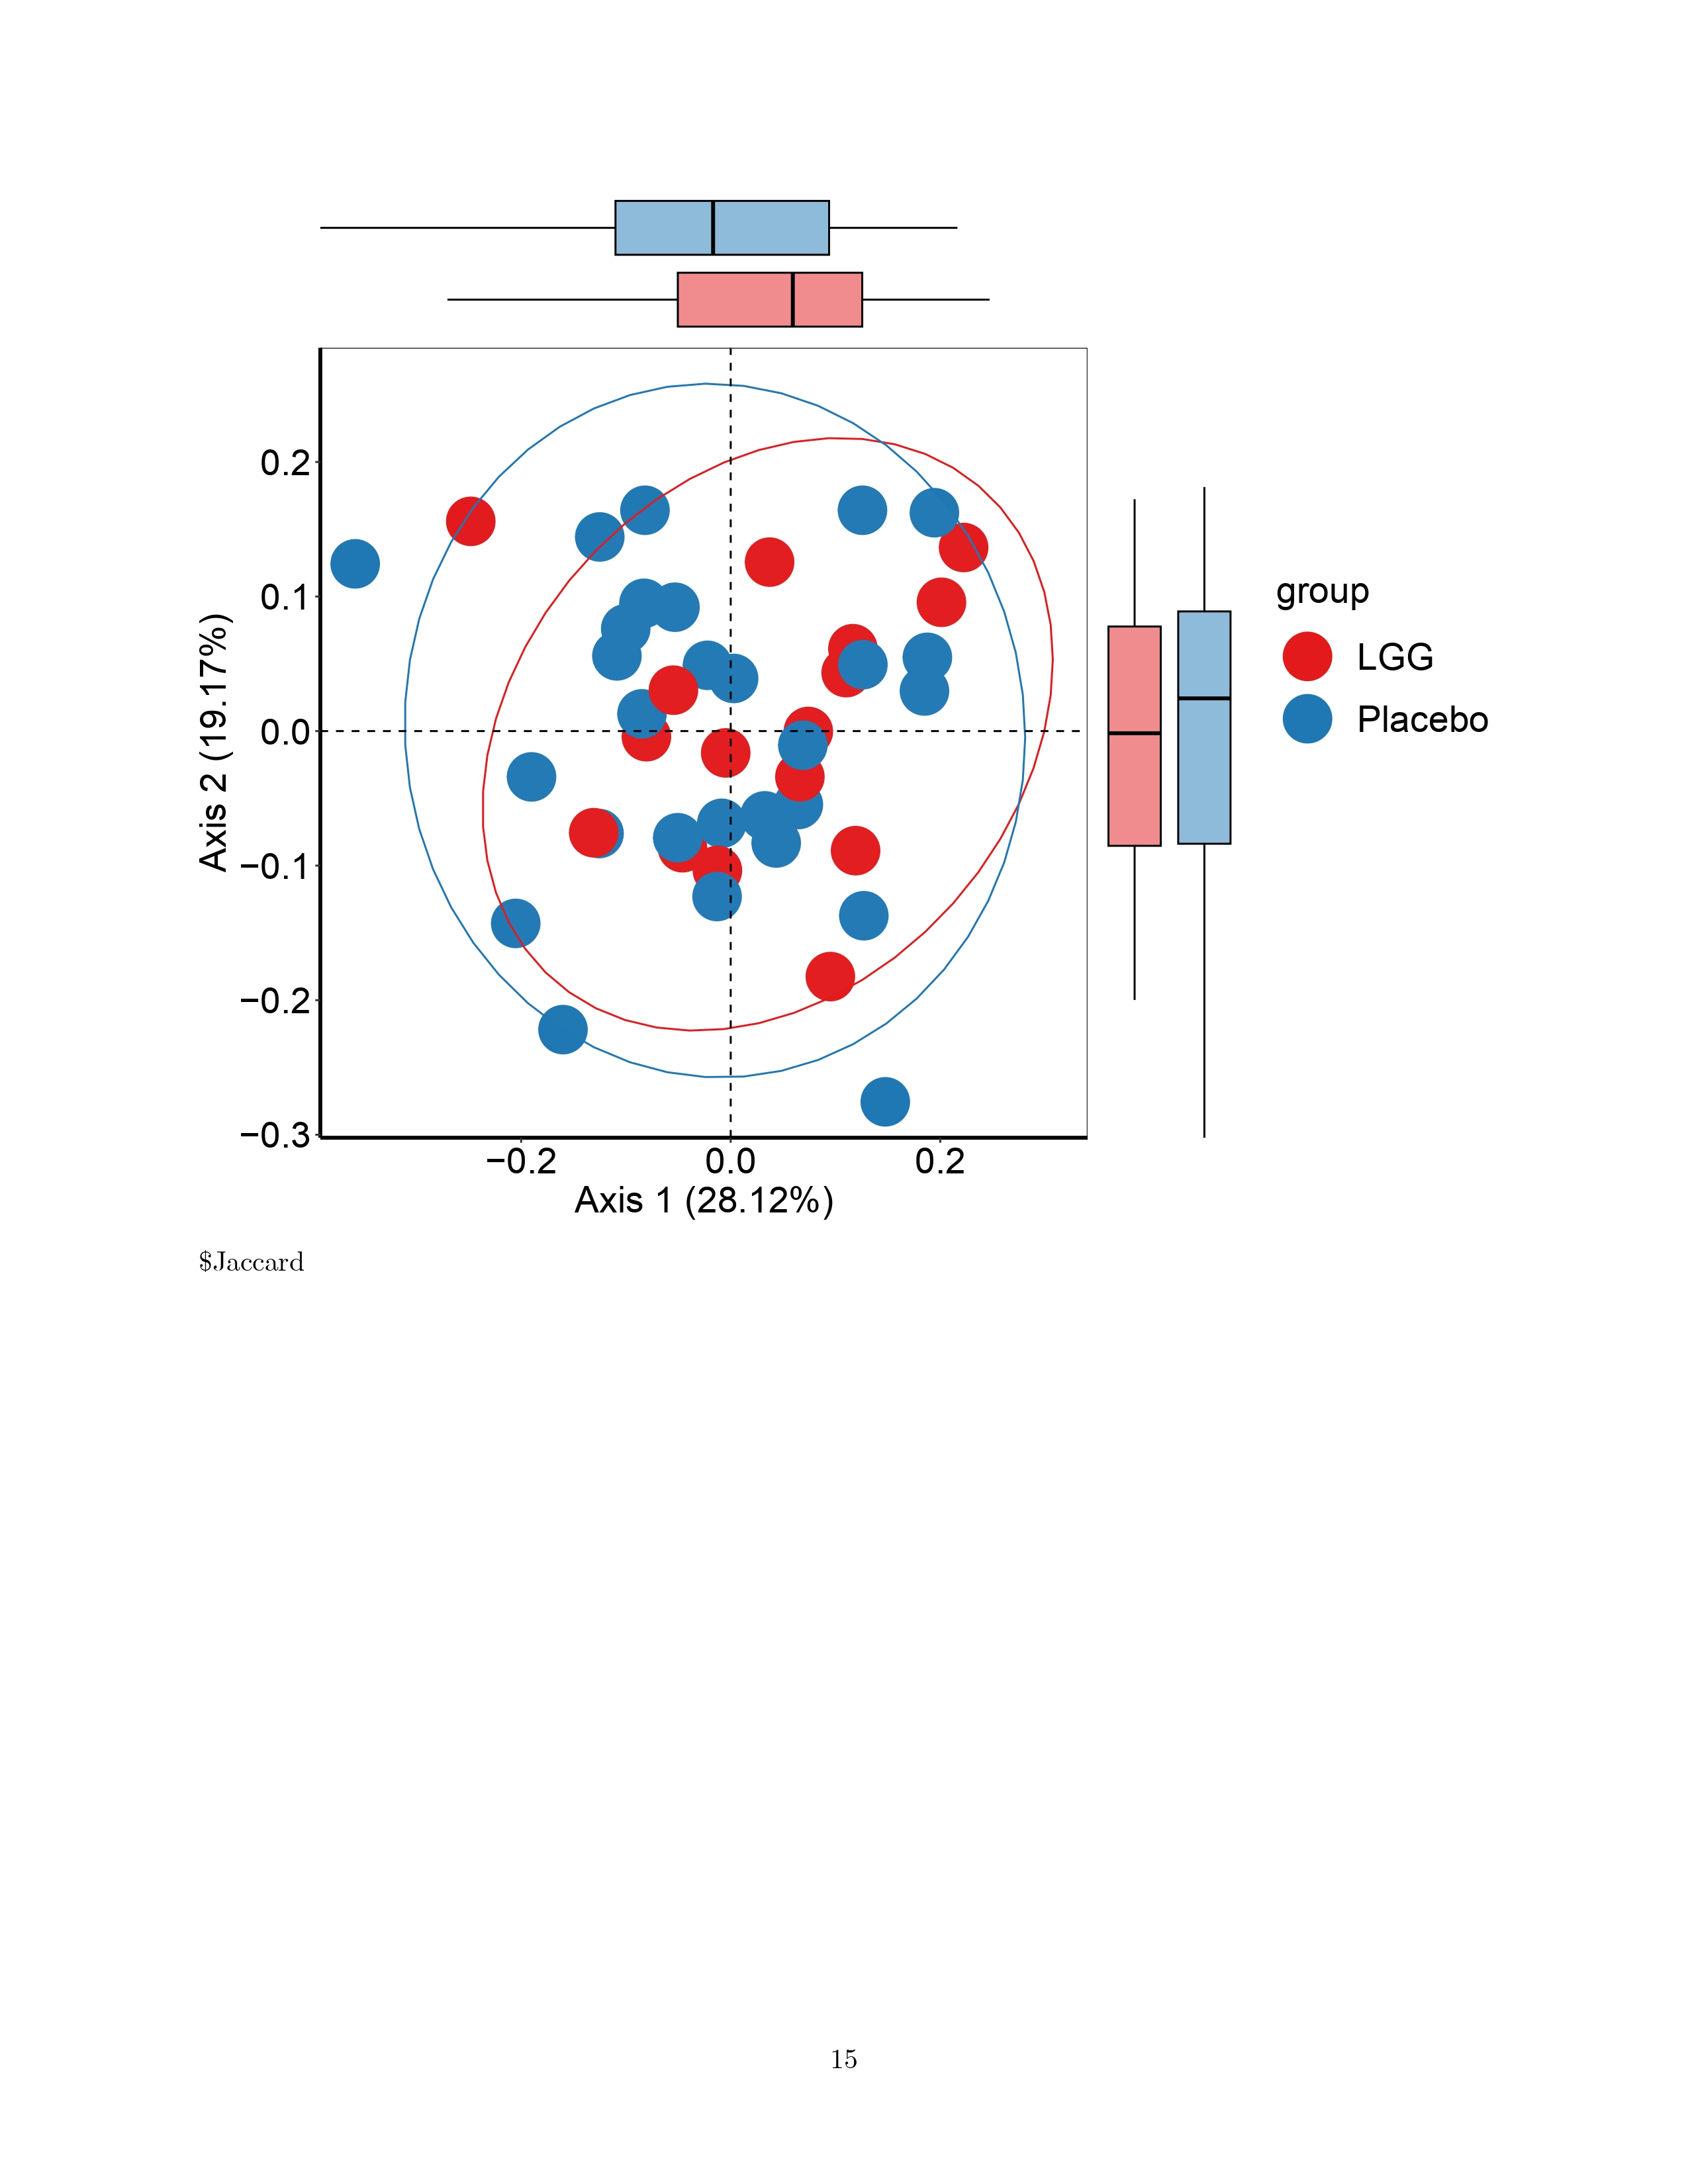 0.2
0.1
0.0
−0.1
−0.2
−0.3
Axis 2 (19.17%)
−0.2 0.0 0.2
Axis 1 (28.12%)
group
LGG
Placebo
$Jaccard
15